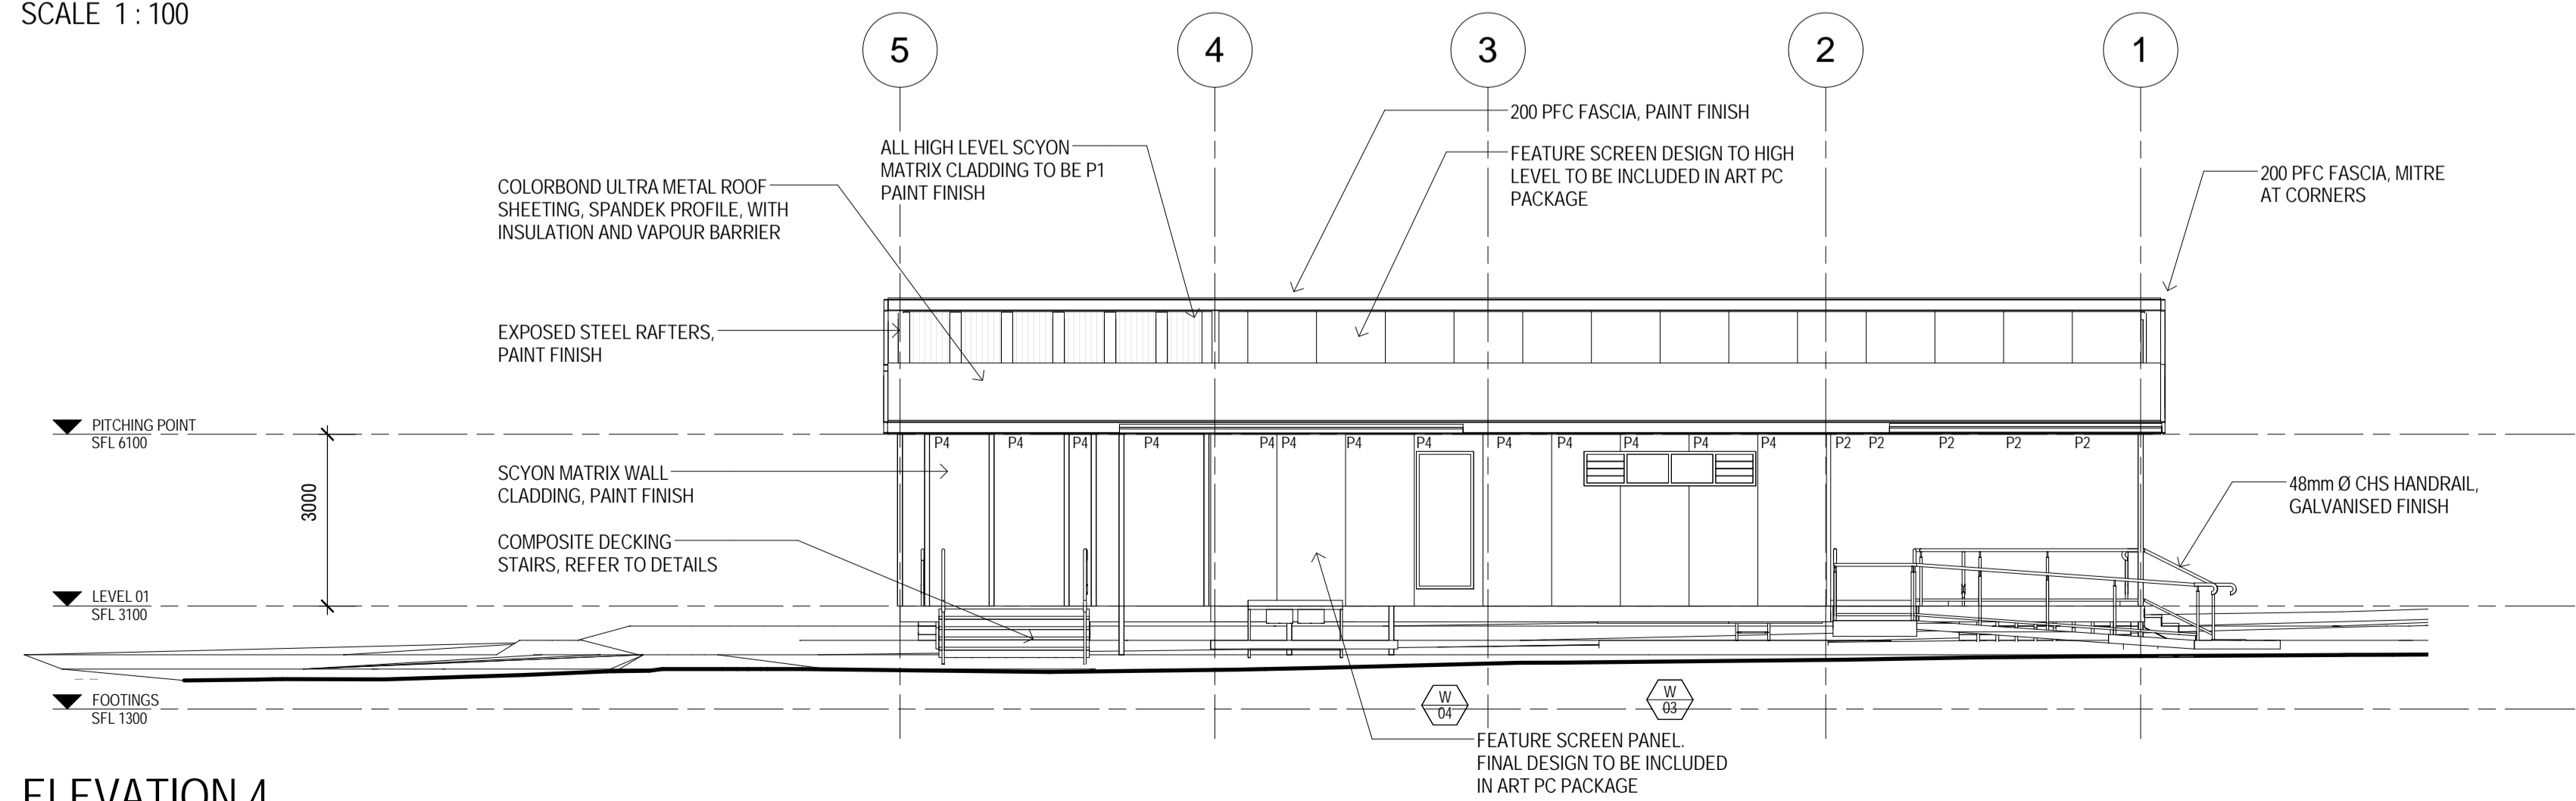 SCALE 1 : 100
5
4
3
2
1
200 PFC FASCIA, PAINT FINISH
ALL HIGH LEVEL SCYON
MATRIX CLADDING TO BE P1
PAINT FINISH
FEATURE SCREEN DESIGN TO HIGH
LEVEL TO BE INCLUDED IN ART PC
PACKAGE
200 PFC FASCIA, MITRE
AT CORNERS
COLORBOND ULTRA METAL ROOF
SHEETING, SPANDEK PROFILE, WITH
INSULATION AND VAPOUR BARRIER
EXPOSED STEEL RAFTERS,
PAINT FINISH
PITCHING POINT
SFL 6100
P4 P4 P4 P4 P4 P4 P4 P4 P4 P4 P4 P4 P4 P2 P2 P2 P2 P2
SCYON MATRIX WALL
CLADDING, PAINT FINISH
3000
48mm Ø CHS HANDRAIL,
GALVANISED FINISH
COMPOSITE DECKING
STAIRS, REFER TO DETAILS
LEVEL 01
SFL 3100
FOOTINGS
SFL 1300
W
04
W
03
FEATURE SCREEN PANEL.
FINAL DESIGN TO BE INCLUDED
IN ART PC PACKAGE
ELEVATION 4